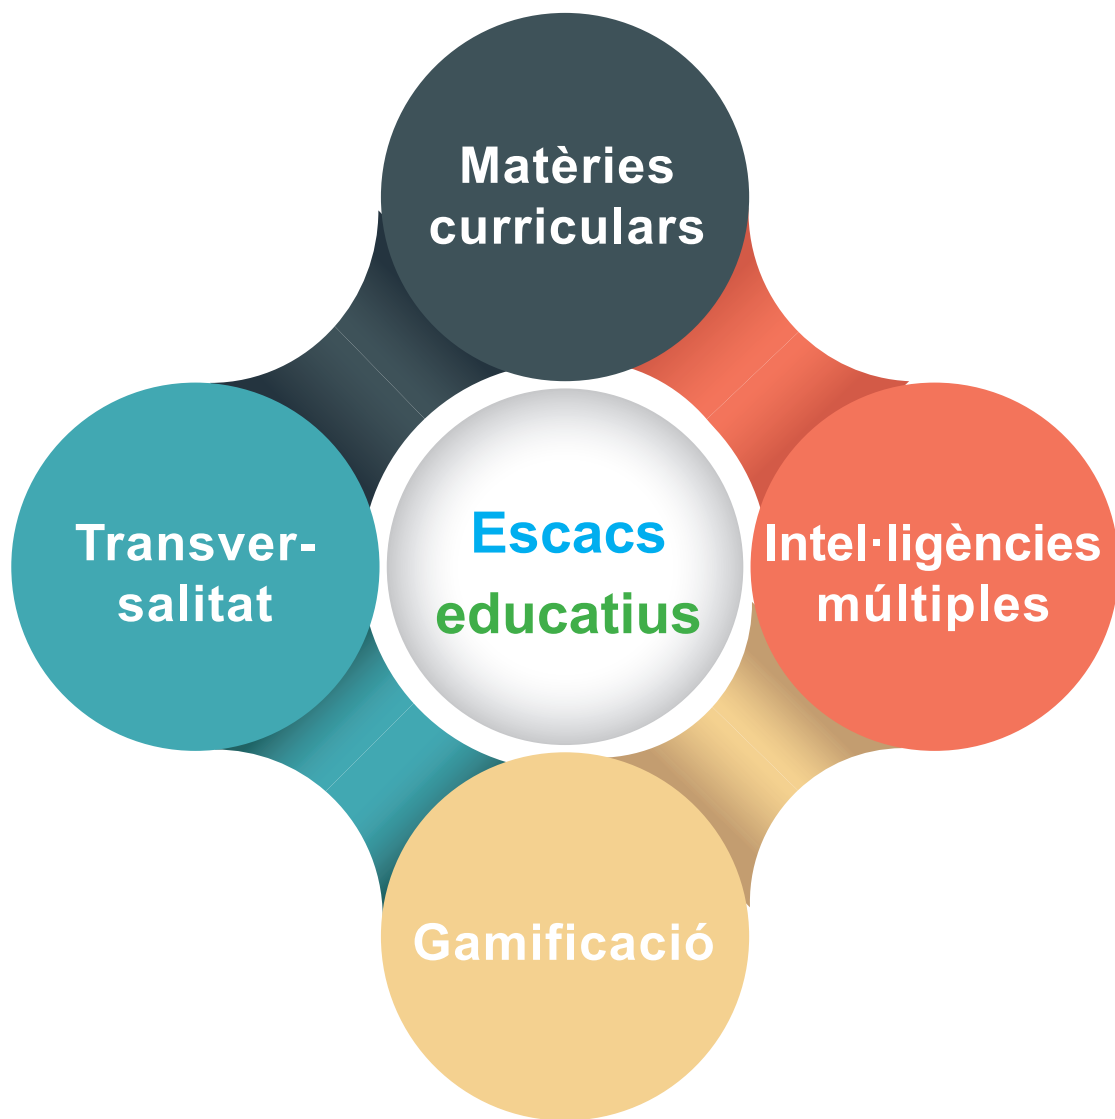 Matèries
curriculars
Transver-
salitat
Escacs
educatius
Intel·ligències
múltiples
Gamificació